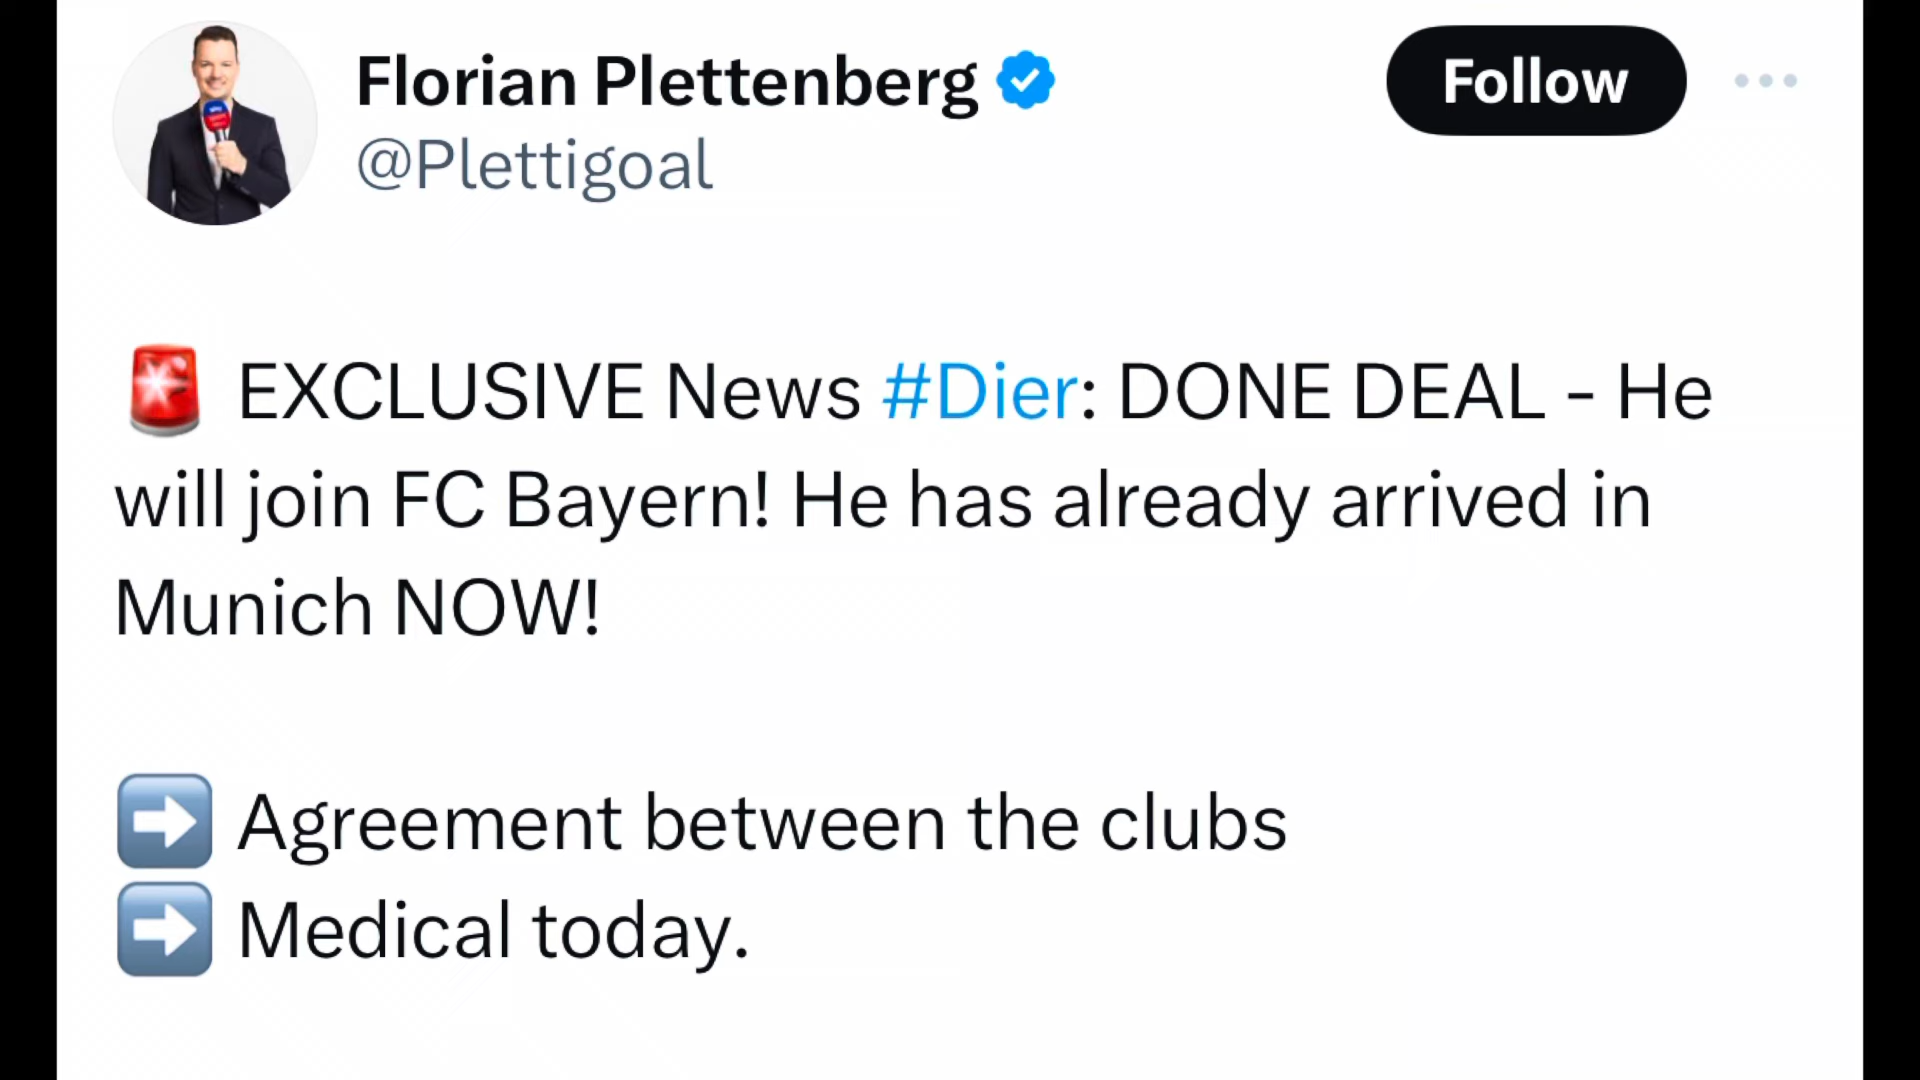 Florian Plettenberg
@Plettigoal
Follow
🚨 EXCLUSIVE News #Dier: DONE DEAL - He
will join FC Bayern! He has already arrived in
Munich NOW!
➡️ Agreement between the clubs
➡️ Medical today.